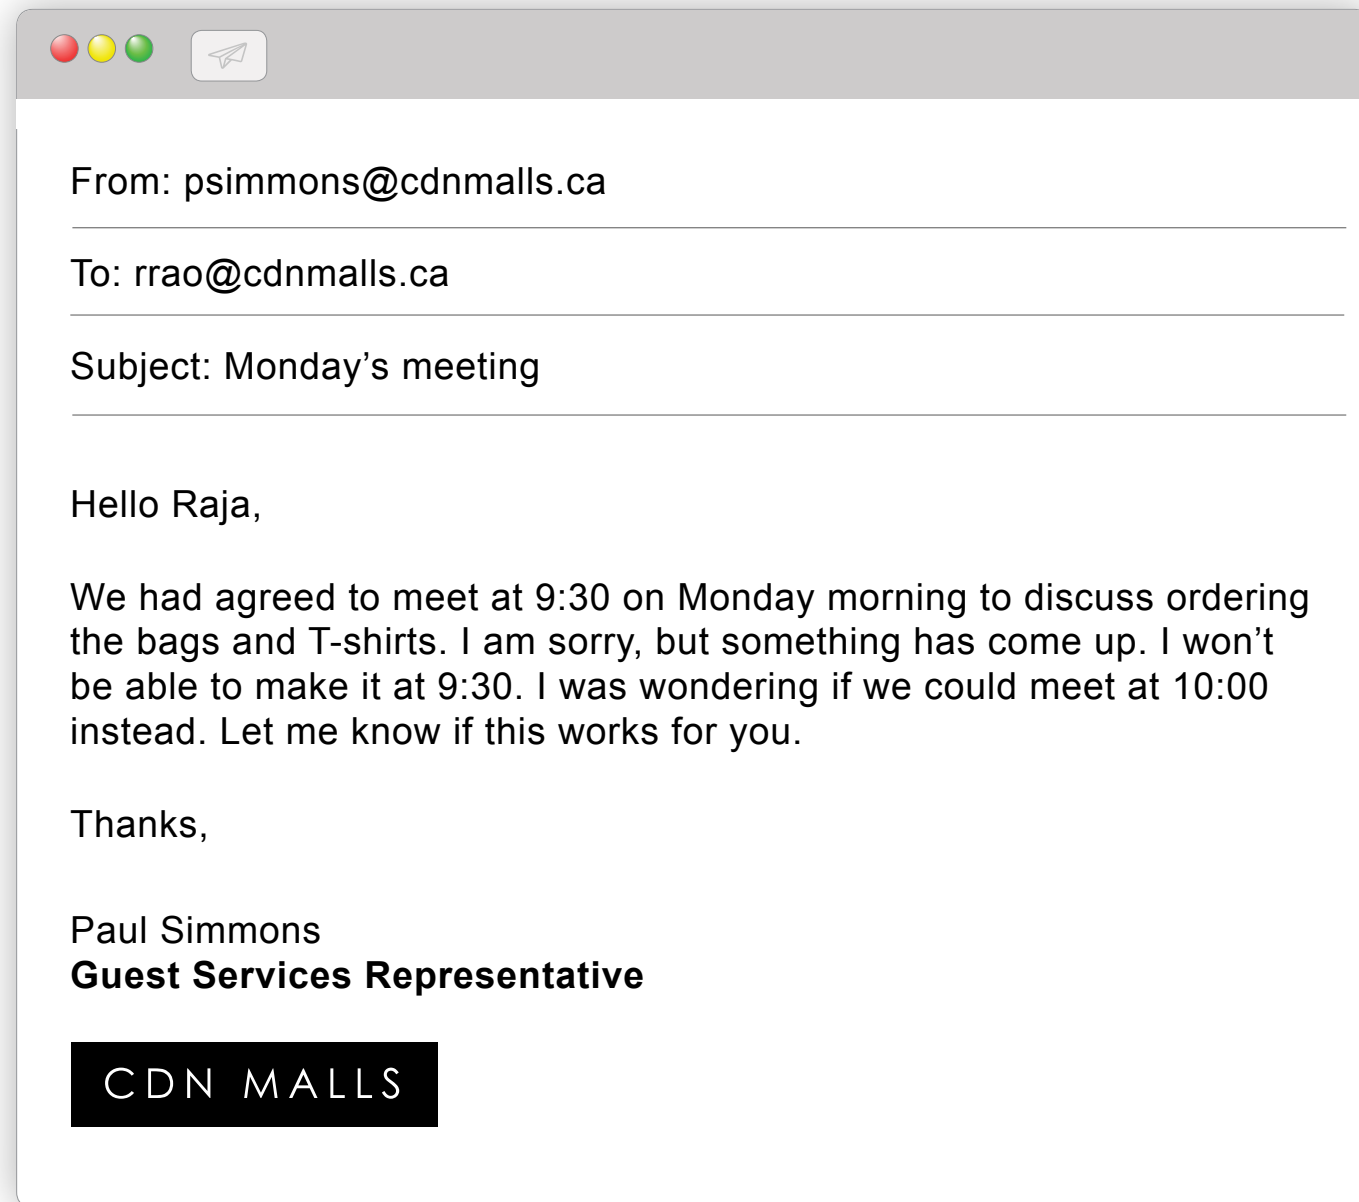 From: psimmons@cdnmalls.ca
To: rrao@cdnmalls.ca
Subject: Monday’s meeting
Hello Raja,
We had agreed to meet at 9:30 on Monday morning to discuss ordering
the bags and T-shirts. I am sorry, but something has come up. I won’t
be able to make it at 9:30. I was wondering if we could meet at 10:00
instead. Let me know if this works for you.
Thanks,
Paul Simmons
Guest Services Representative
CDN MALLS